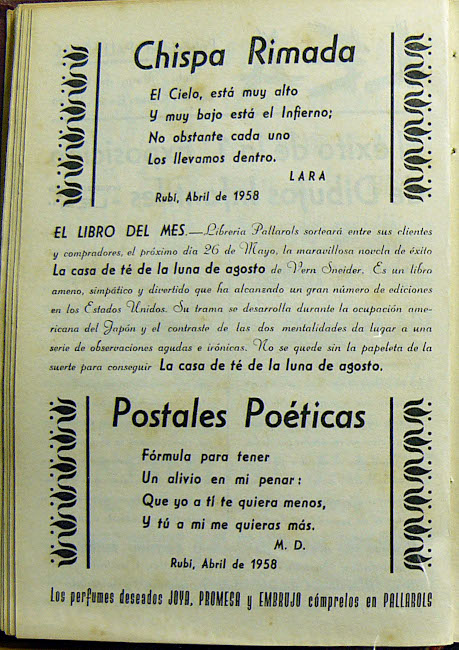 Chispa Rimada
El Cielo, está muy alto
Y muy bajo está el Infierno;
No obstante cada uno
Los llevamos dentro.
LARA
Rubí, Abril de 1958
EL LIBRO DEL MES.—Librería Pallarols sorteará entre sus clientes
y compradores, el próximo día 26 de Mayo, la maravillosa novela de éxito
La casa de té de la luna de agosto de Vern Sneider. Es un libro
ameno, simpático y divertido que ha alcanzado un gran número de ediciones
en los Estados Unidos. Su trama se desarrolla durante la ocupación ame-
ricana del Japón y el contraste de las dos mentalidades da lugar a una
serie de observaciones agudas e irónicas. No se quede sin la papeleta de la
suerte para conseguir La casa de té de la luna de agosto.
Postales Poéticas
Fórmula para tener
Un alivio en mi penar:
Que yo a tí te quiera menos,
Y tú a mi me quieras más.
M. D.
Rubí, Abril de 1958
Los perfumes deseados JOYA, PROMESA y EMBRUJO cómprelos en PALLAROLS